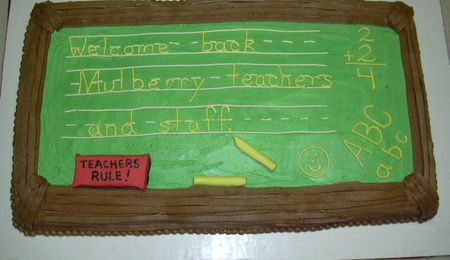 Welcome back
Mulberry teachers
and staff.
2
+2
4
ABC
abc
TEACHERS
RULE!